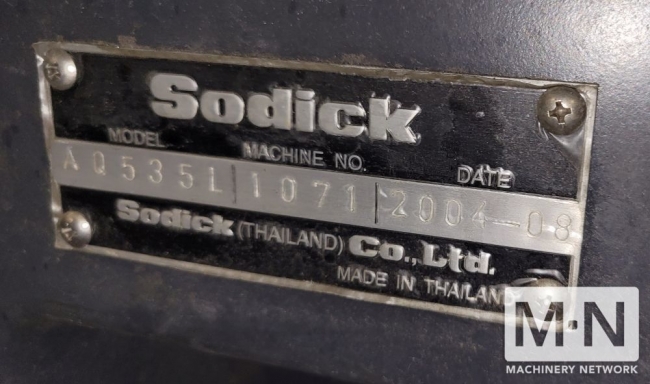 Sodick
MODEL MACHINE NO. DATE
AQ535L 1071 2004-08
Sodick (THAILAND) Co., Ltd.
MADE IN THAILAND
M·N
MACHINERY NETWORK